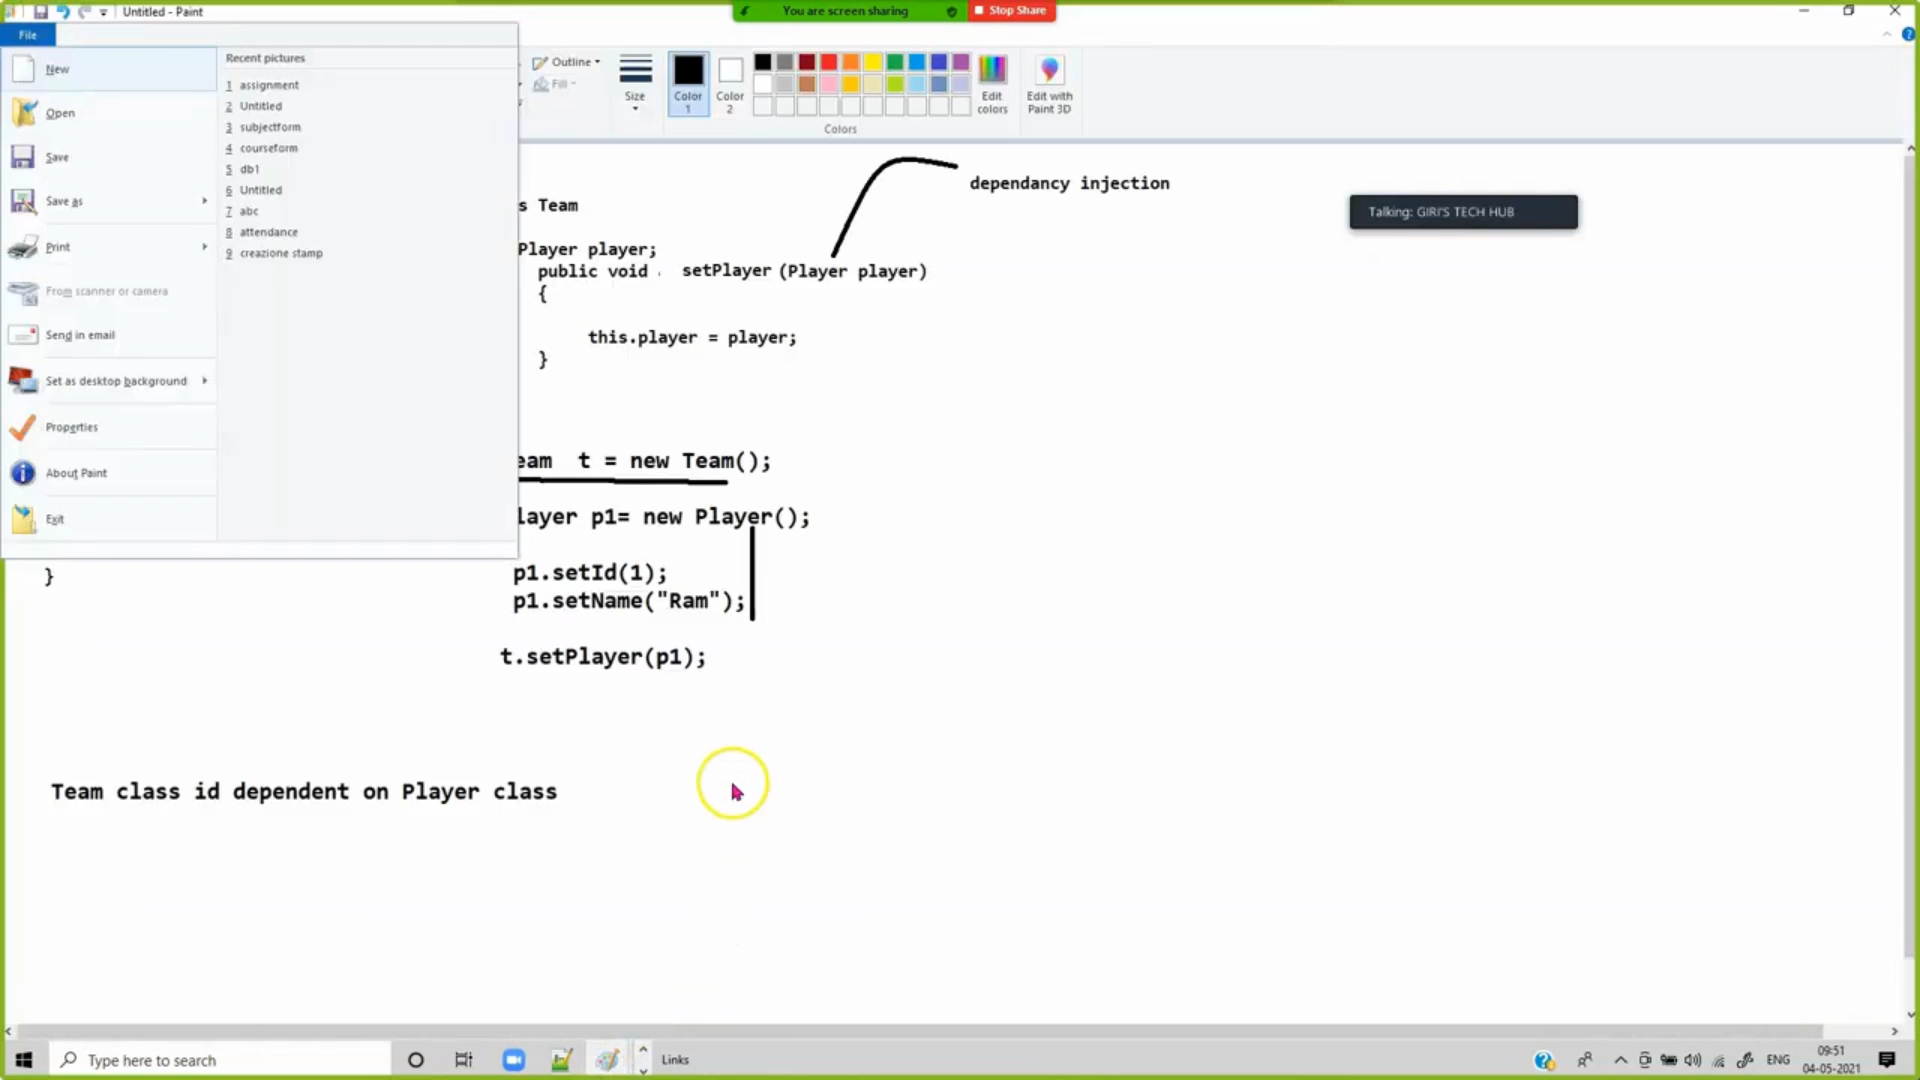 Untitled - Paint
You are screen sharing
Stop Share
File
New
Open
Save
Save as
Print
From scanner or camera
Send in email
Set as desktop background
Properties
About Paint
Exit
Recent pictures
1 assignment
2 Untitled
3 subjectform
4 courseform
5 db1
6 Untitled
7 abc
8 attendance
9 creazione stamp
Outline
Fill
Size
Color 1
Color 2
Edit colors
Edit with Paint 3D
Colors
dependancy injection
Talking: GIRI'S TECH HUB
s Team
Player player;
public void setPlayer (Player player)
{
this.player = player;
}
eam t = new Team();
layer p1= new Player();
p1.setId(1);
p1.setName("Ram");
t.setPlayer(p1);
}
Team class id dependent on Player class
Type here to search
Links
ENG
09:51
04-05-2021